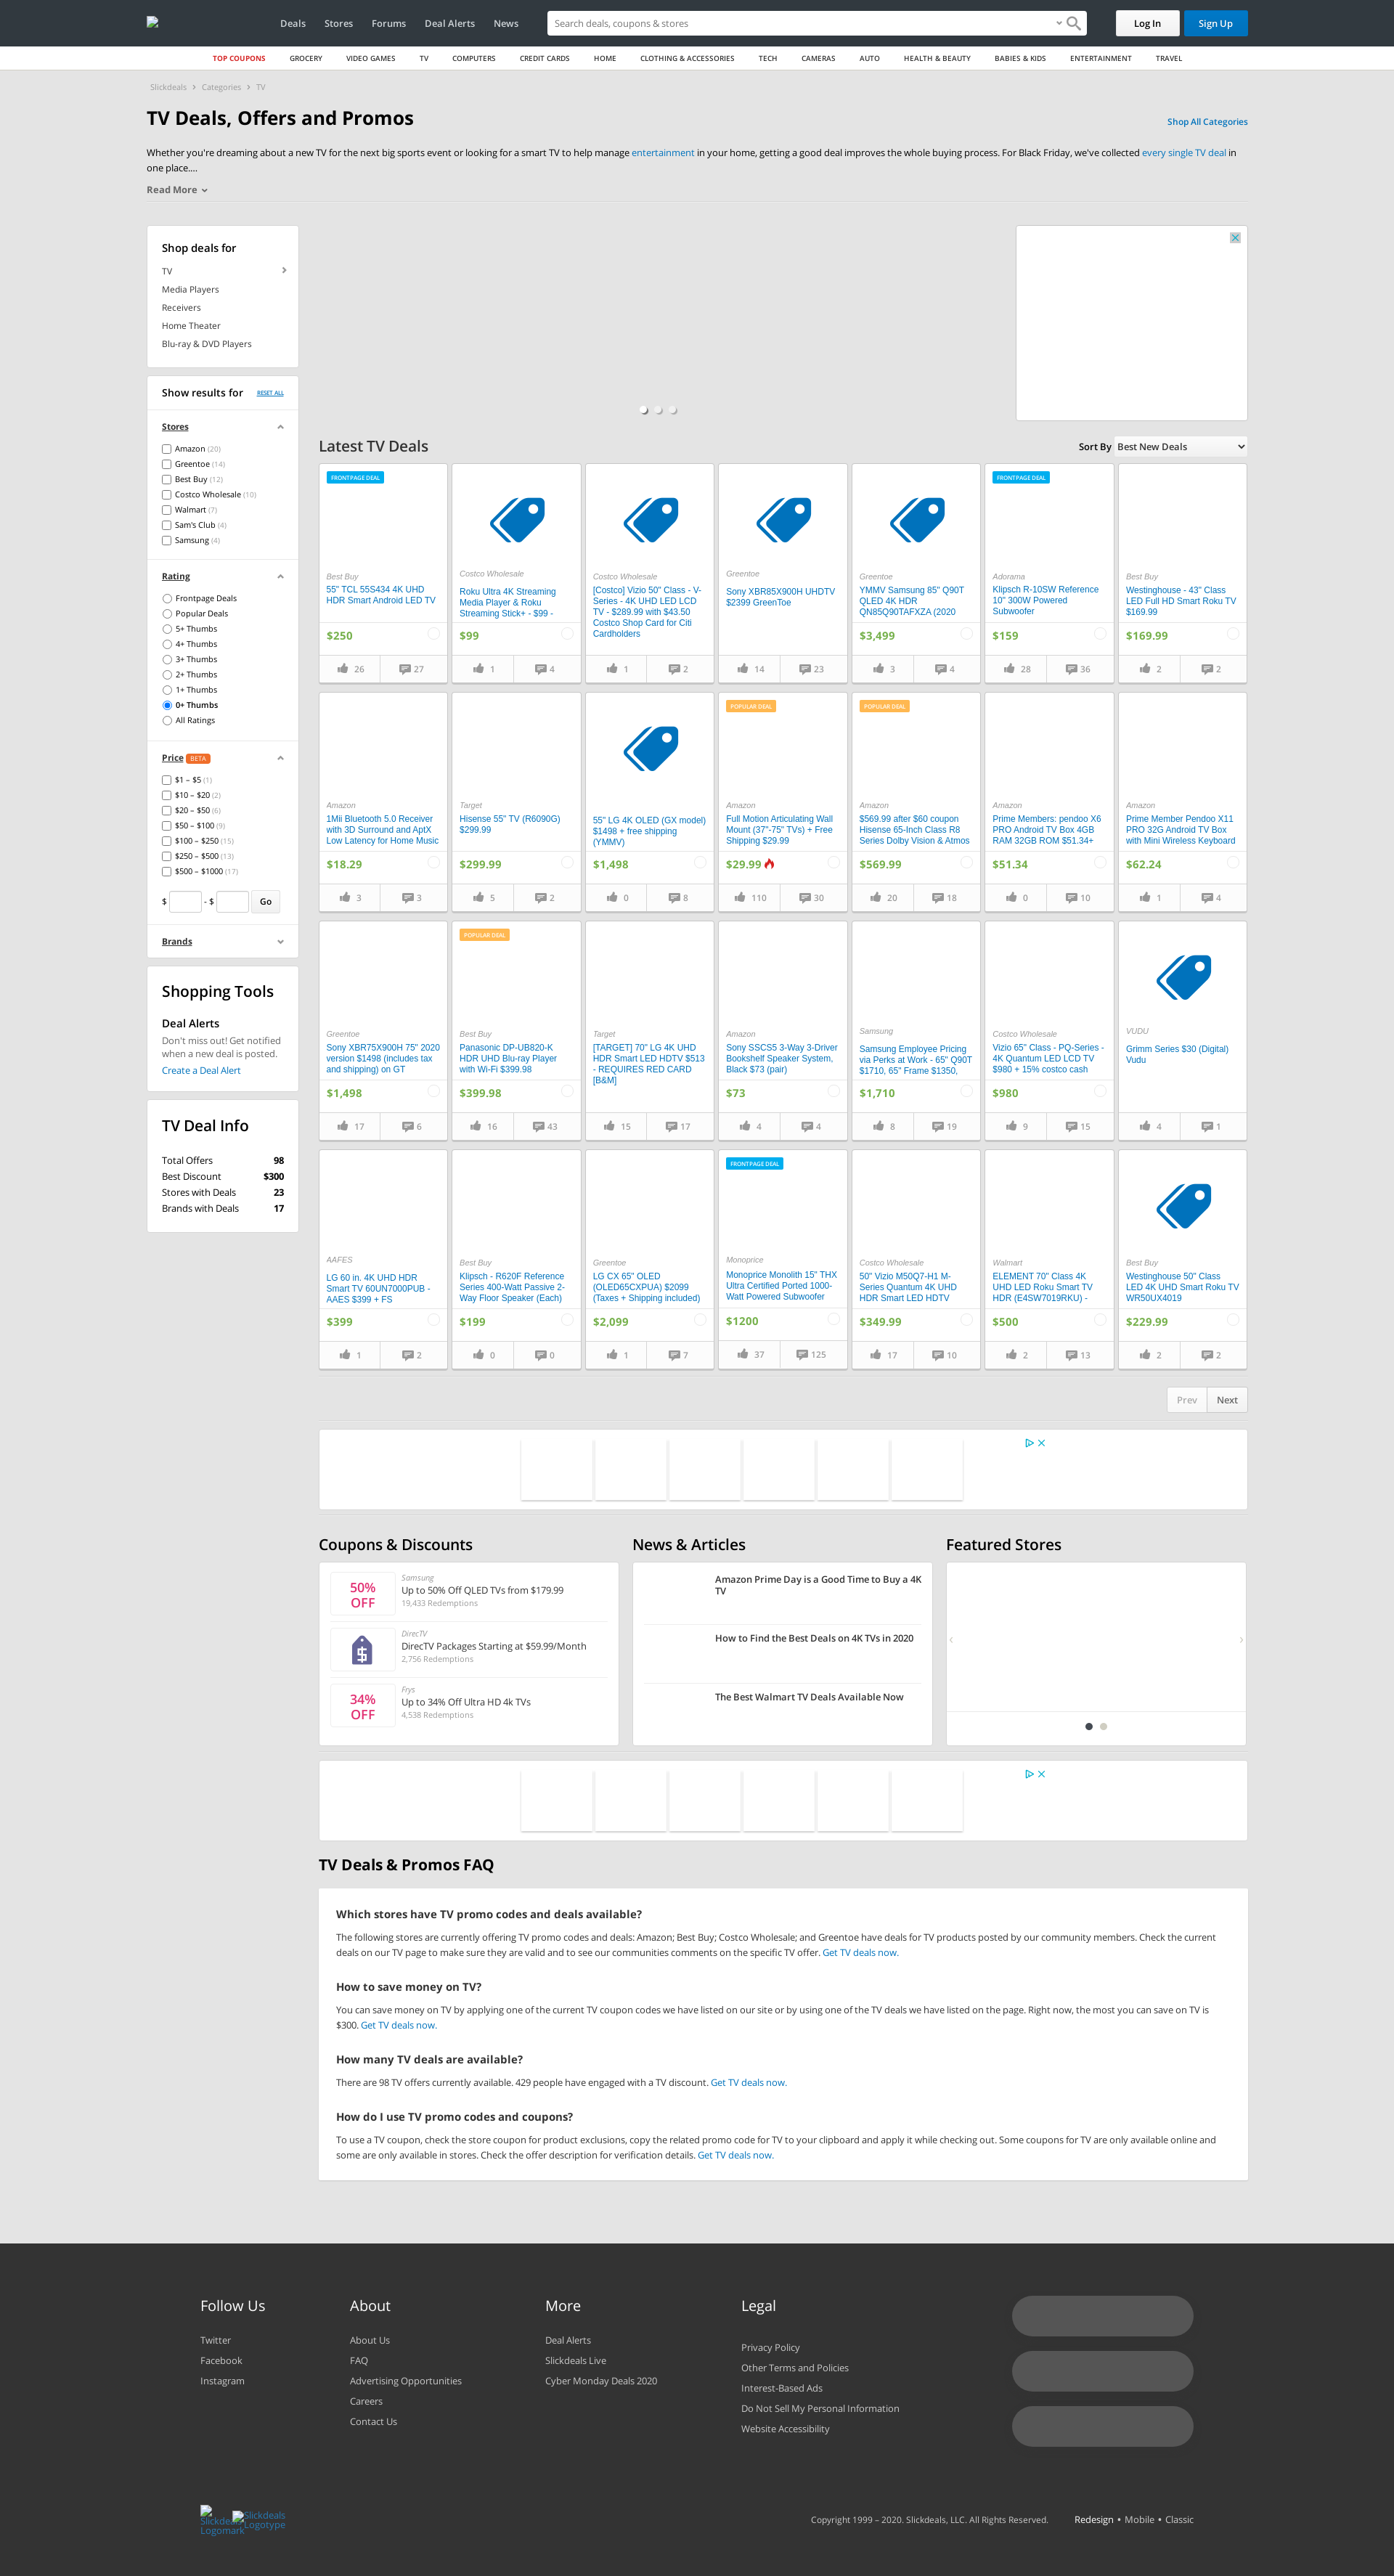 Deals Stores Forums Deal Alerts News Search deals, coupons & stores Log In Sign Up
TOP COUPONS GROCERY VIDEO GAMES TV COMPUTERS CREDIT CARDS HOME CLOTHING & ACCESSORIES TECH CAMERAS AUTO HEALTH & BEAUTY BABIES & KIDS ENTERTAINMENT TRAVEL
Slickdeals › Categories › TV
TV Deals, Offers and Promos
Shop All Categories
Whether you're dreaming about a new TV for the next big sports event or looking for a smart TV to help manage entertainment in your home, getting a good deal improves the whole buying process. For Black Friday, we've collected every single TV deal in
one place....
Read More
Shop deals for
TV
Media Players
Receivers
Home Theater
Blu-ray & DVD Players
Show results for RESET ALL
Stores
Amazon (20)
Greentoe (14)
Best Buy (12)
Costco Wholesale (10)
Walmart (7)
Sam's Club (4)
Samsung (4)
Rating
Frontpage Deals
Popular Deals
5+ Thumbs
4+ Thumbs
3+ Thumbs
2+ Thumbs
1+ Thumbs
0+ Thumbs
All Ratings
Price BETA
$1 – $5 (1)
$10 – $20 (2)
$20 – $50 (6)
$50 – $100 (9)
$100 – $250 (15)
$250 – $500 (13)
$500 – $1000 (17)
$ - $ Go
Brands
Shopping Tools
Deal Alerts
Don't miss out! Get notified
when a new deal is posted.
Create a Deal Alert
TV Deal Info
Total Offers 98
Best Discount $300
Stores with Deals 23
Brands with Deals 17
Latest TV Deals
Sort By Best New Deals
FRONTPAGE DEAL
Best Buy
55" TCL 55S434 4K UHD
HDR Smart Android LED TV
$250
26 27
Costco Wholesale
Roku Ultra 4K Streaming
Media Player & Roku
Streaming Stick+ - $99 -
$99
1 4
Costco Wholesale
[Costco] Vizio 50" Class - V-
Series - 4K UHD LED LCD
TV - $289.99 with $43.50
Costco Shop Card for Citi
Cardholders
1 2
Greentoe
Sony XBR85X900H UHDTV
$2399 GreenToe
14 23
Greentoe
YMMV Samsung 85" Q90T
QLED 4K HDR
QN85Q90TAFXZA (2020
$3,499
3 4
FRONTPAGE DEAL
Adorama
Klipsch R-10SW Reference
10" 300W Powered
Subwoofer
$159
28 36
Best Buy
Westinghouse - 43" Class
LED Full HD Smart Roku TV
$169.99
$169.99
2 2
Amazon
1Mii Bluetooth 5.0 Receiver
with 3D Surround and AptX
Low Latency for Home Music
$18.29
3 3
Target
Hisense 55" TV (R6090G)
$299.99
$299.99
5 2
55" LG 4K OLED (GX model)
$1498 + free shipping
(YMMV)
$1,498
0 8
POPULAR DEAL
Amazon
Full Motion Articulating Wall
Mount (37"-75" TVs) + Free
Shipping $29.99
$29.99
110 30
POPULAR DEAL
Amazon
$569.99 after $60 coupon
Hisense 65-Inch Class R8
Series Dolby Vision & Atmos
$569.99
20 18
Amazon
Prime Members: pendoo X6
PRO Android TV Box 4GB
RAM 32GB ROM $51.34+
$51.34
0 10
Amazon
Prime Member Pendoo X11
PRO 32G Android TV Box
with Mini Wireless Keyboard
$62.24
1 4
Greentoe
Sony XBR75X900H 75" 2020
version $1498 (includes tax
and shipping) on GT
$1,498
17 6
POPULAR DEAL
Best Buy
Panasonic DP-UB820-K
HDR UHD Blu-ray Player
with Wi-Fi $399.98
$399.98
16 43
Target
[TARGET] 70" LG 4K UHD
HDR Smart LED HDTV $513
- REQUIRES RED CARD
[B&M]
15 17
Amazon
Sony SSCS5 3-Way 3-Driver
Bookshelf Speaker System,
Black $73 (pair)
$73
4 4
Samsung
Samsung Employee Pricing
via Perks at Work - 65" Q90T
$1710, 65" Frame $1350,
$1,710
8 19
Costco Wholesale
Vizio 65" Class - PQ-Series -
4K Quantum LED LCD TV
$980 + 15% costco cash
$980
9 15
VUDU
Grimm Series $30 (Digital)
Vudu
4 1
AAFES
LG 60 in. 4K UHD HDR
Smart TV 60UN7000PUB -
AAES $399 + FS
$399
1 2
Best Buy
Klipsch - R620F Reference
Series 400-Watt Passive 2-
Way Floor Speaker (Each)
$199
0 0
Greentoe
LG CX 65" OLED
(OLED65CXPUA) $2099
(Taxes + Shipping included)
$2,099
1 7
FRONTPAGE DEAL
Monoprice
Monoprice Monolith 15" THX
Ultra Certified Ported 1000-
Watt Powered Subwoofer
$1200
37 125
Costco Wholesale
50" Vizio M50Q7-H1 M-
Series Quantum 4K UHD
HDR Smart LED HDTV
$349.99
17 10
Walmart
ELEMENT 70" Class 4K
UHD LED Roku Smart TV
HDR (E4SW7019RKU) -
$500
2 13
Best Buy
Westinghouse 50" Class
LED 4K UHD Smart Roku TV
WR50UX4019
$229.99
2 2
Prev Next
Coupons & Discounts
50%
OFF
Samsung
Up to 50% Off QLED TVs from $179.99
19,433 Redemptions
DirecTV
DirecTV Packages Starting at $59.99/Month
2,756 Redemptions
34%
OFF
Frys
Up to 34% Off Ultra HD 4k TVs
4,538 Redemptions
News & Articles
Amazon Prime Day is a Good Time to Buy a 4K
TV
How to Find the Best Deals on 4K TVs in 2020
The Best Walmart TV Deals Available Now
Featured Stores
TV Deals & Promos FAQ
Which stores have TV promo codes and deals available?
The following stores are currently offering TV promo codes and deals: Amazon; Best Buy; Costco Wholesale; and Greentoe have deals for TV products posted by our community members. Check the current
deals on our TV page to make sure they are valid and to see our communities comments on the specific TV offer. Get TV deals now.
How to save money on TV?
You can save money on TV by applying one of the current TV coupon codes we have listed on our site or by using one of the TV deals we have listed on the page. Right now, the most you can save on TV is
$300. Get TV deals now.
How many TV deals are available?
There are 98 TV offers currently available. 429 people have engaged with a TV discount. Get TV deals now.
How do I use TV promo codes and coupons?
To use a TV coupon, check the store coupon for product exclusions, copy the related promo code for TV to your clipboard and apply it while checking out. Some coupons for TV are only available online and
some are only available in stores. Check the offer description for verification details. Get TV deals now.
Follow Us
Twitter
Facebook
Instagram
About
About Us
FAQ
Advertising Opportunities
Careers
Contact Us
More
Deal Alerts
Slickdeals Live
Cyber Monday Deals 2020
Legal
Privacy Policy
Other Terms and Policies
Interest-Based Ads
Do Not Sell My Personal Information
Website Accessibility
Slickdeals
Logomark
Slickdeals
Logotype
Copyright 1999 – 2020. Slickdeals, LLC. All Rights Reserved. Redesign • Mobile • Classic